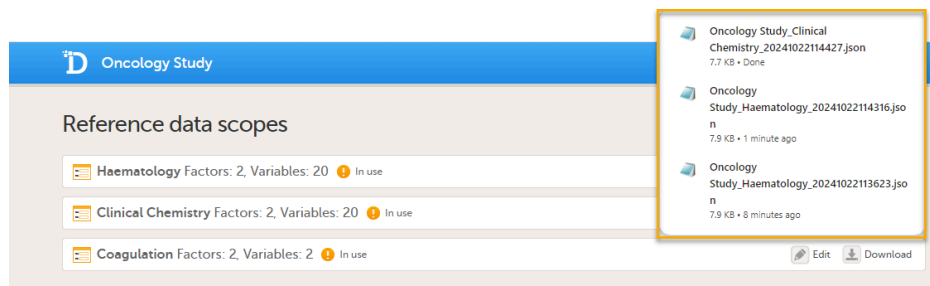 Oncology Study
Oncology Study_Clinical
Chemistry_20241022114427.json
7.7 KB • Done
Oncology
Study_Haematology_20241022114316.jso
n
7.9 KB • 1 minute ago
Oncology
Study_Haematology_20241022113623.jso
n
7.9 KB • 8 minutes ago
Reference data scopes
Haematology Factors: 2, Variables: 20 ! In use
Clinical Chemistry Factors: 2, Variables: 20 ! In use
Coagulation Factors: 2, Variables: 2 ! In use Edit Download